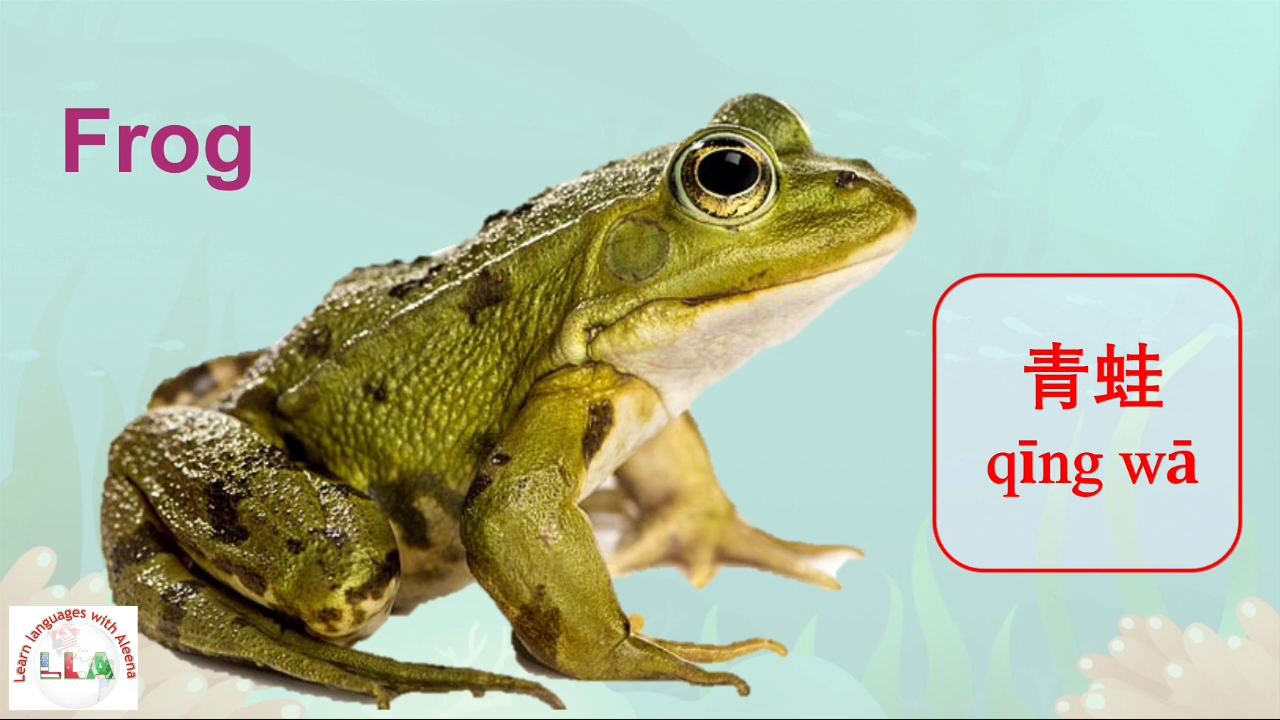 Frog
青蛙
qīng wā
Learn languages with Aleena
LLA